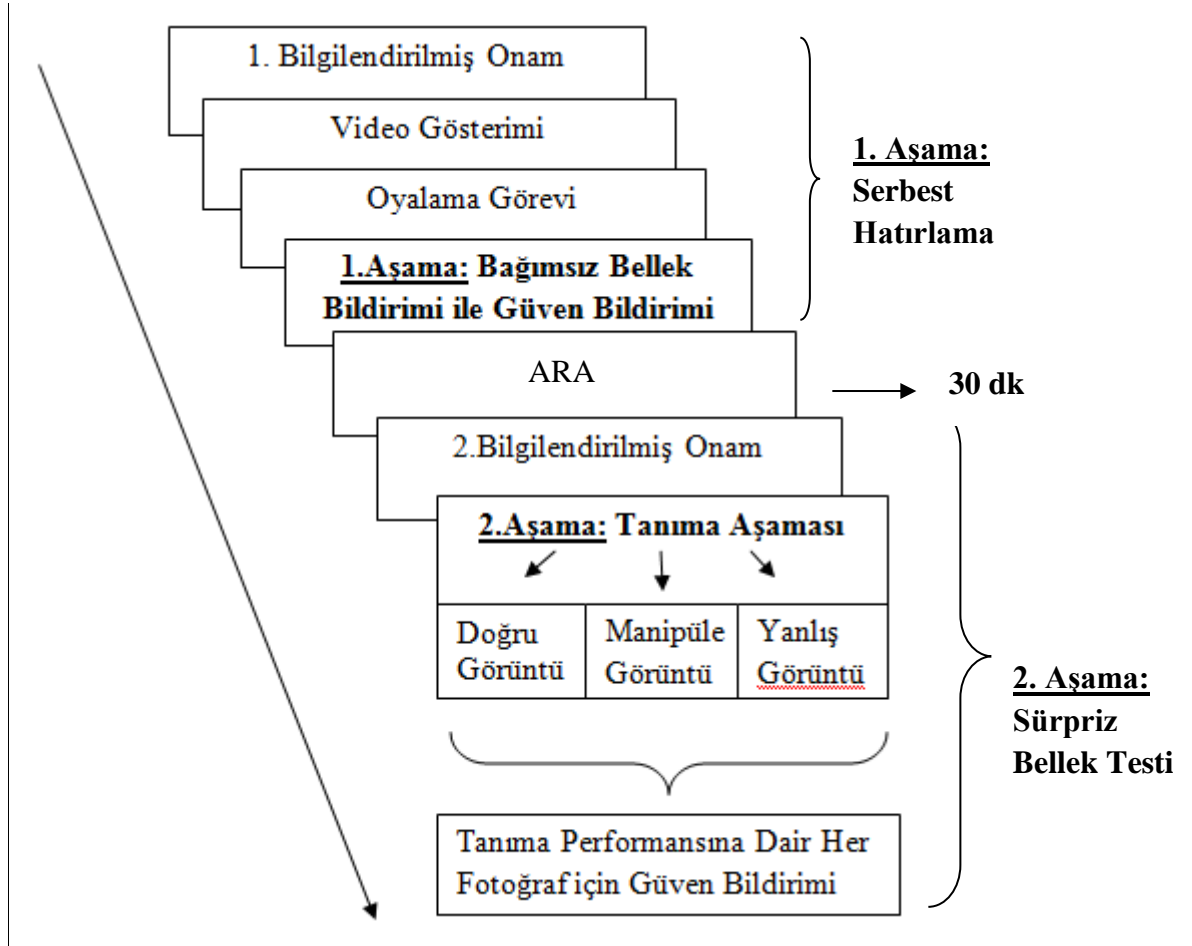 1. Bilgilendirilmiş Onam
Video Gösterimi
Oyalama Görevi
1.Aşama: Bağımsız Bellek
Bildirimi ile Güven Bildirimi
1. Aşama:
Serbest
Hatırlama
ARA
30 dk
2.Bilgilendirilmiş Onam
2.Aşama: Tanıma Aşaması
Doğru
Görüntü
Manipüle
Görüntü
Yanlış
Görüntü
2. Aşama:
Sürpriz
Bellek Testi
Tanıma Performansına Dair Her
Fotoğraf için Güven Bildirimi